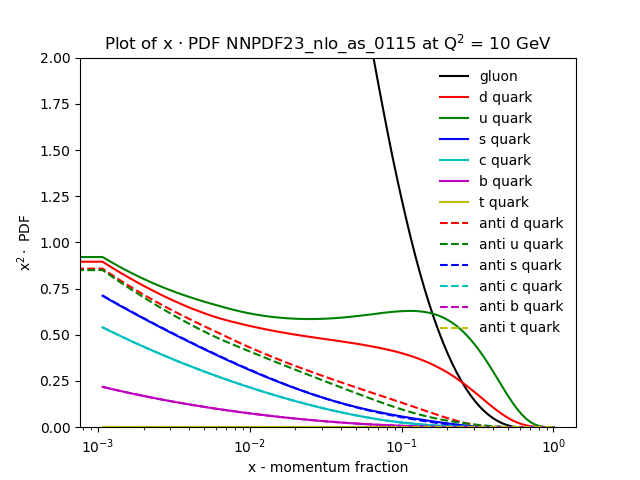 Plot of x · PDF NNPDF23_nlo_as_0115 at Q² = 10 GeV
2.00
1.75
1.50
1.25
1.00
0.75
0.50
0.25
0.00
x² · PDF
gluon
d quark
u quark
s quark
c quark
b quark
t quark
anti d quark
anti u quark
anti s quark
anti c quark
anti b quark
anti t quark
10⁻³ 10⁻² 10⁻¹ 10⁰
x - momentum fraction